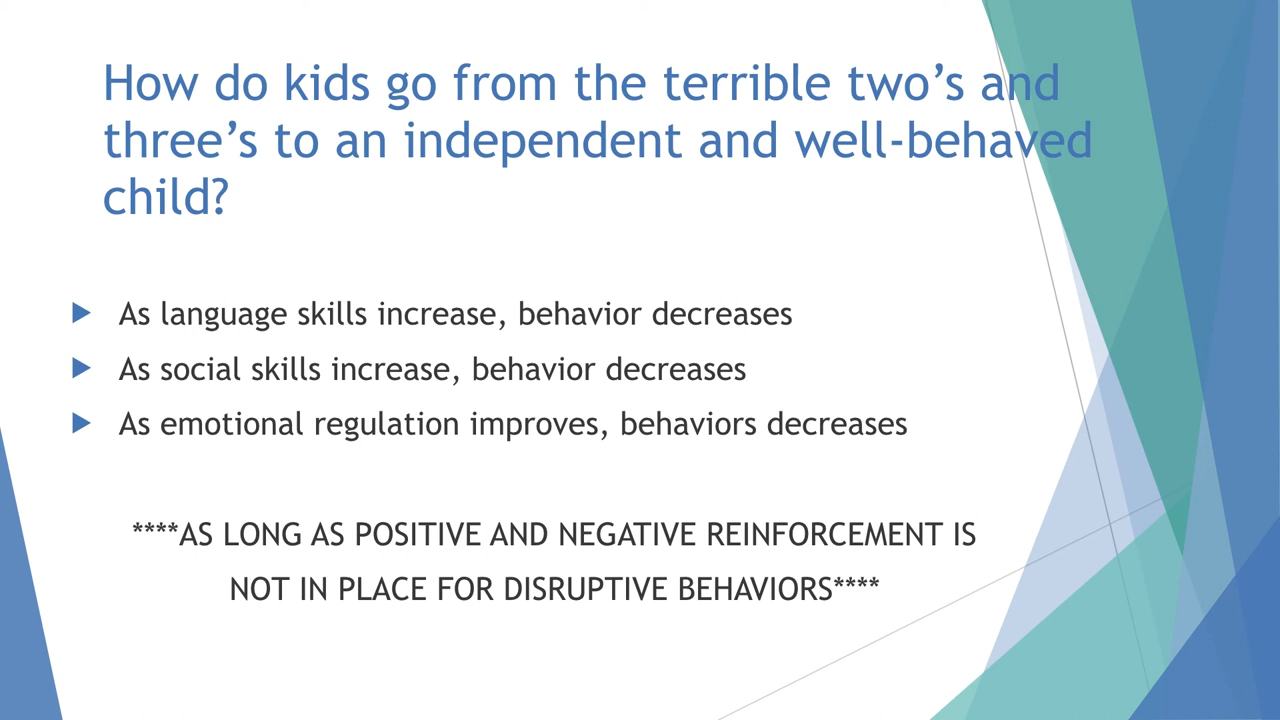 How do kids go from the terrible two’s and
three’s to an independent and well-behaved
child?
As language skills increase, behavior decreases
As social skills increase, behavior decreases
As emotional regulation improves, behaviors decreases
****AS LONG AS POSITIVE AND NEGATIVE REINFORCEMENT IS
NOT IN PLACE FOR DISRUPTIVE BEHAVIORS****